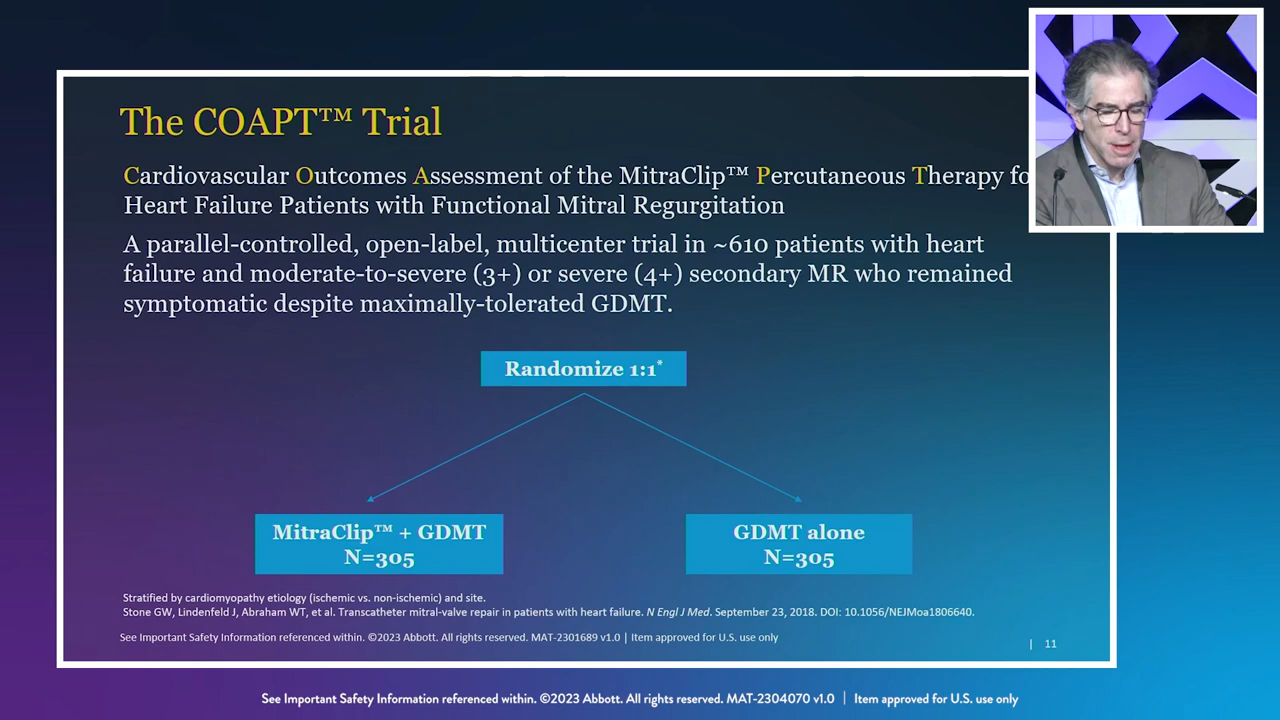 The COAPT™ Trial
Cardiovascular Outcomes Assessment of the MitraClip™ Percutaneous Therapy fo
Heart Failure Patients with Functional Mitral Regurgitation
A parallel-controlled, open-label, multicenter trial in ~610 patients with heart
failure and moderate-to-severe (3+) or severe (4+) secondary MR who remained
symptomatic despite maximally-tolerated GDMT.
Randomize 1:1*
MitraClip™ + GDMT
N=305
GDMT alone
N=305
Stratified by cardiomyopathy etiology (ischemic vs. non-ischemic) and site.
Stone GW, Lindenfeld J, Abraham WT, et al. Transcatheter mitral-valve repair in patients with heart failure. N Engl J Med. September 23, 2018. DOI: 10.1056/NEJMoa1806640.
See Important Safety Information referenced within. ©2023 Abbott. All rights reserved. MAT-2301689 v1.0 | Item approved for U.S. use only
| 11
See Important Safety Information referenced within. ©2023 Abbott. All rights reserved. MAT-2304070 v1.0 | Item approved for U.S. use only